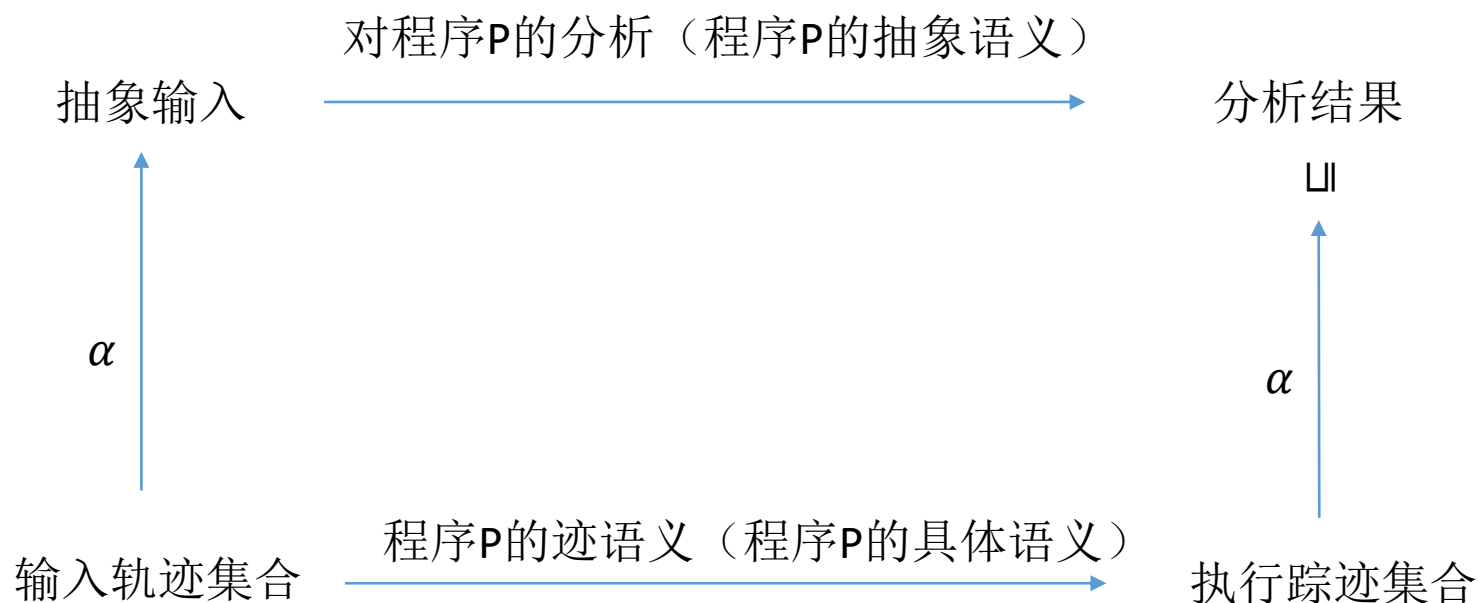 对程序P的分析（程序P的抽象语义）
抽象输入
分析结果
⊑
α
α
程序P的迹语义（程序P的具体语义）
输入轨迹集合
执行踪迹集合